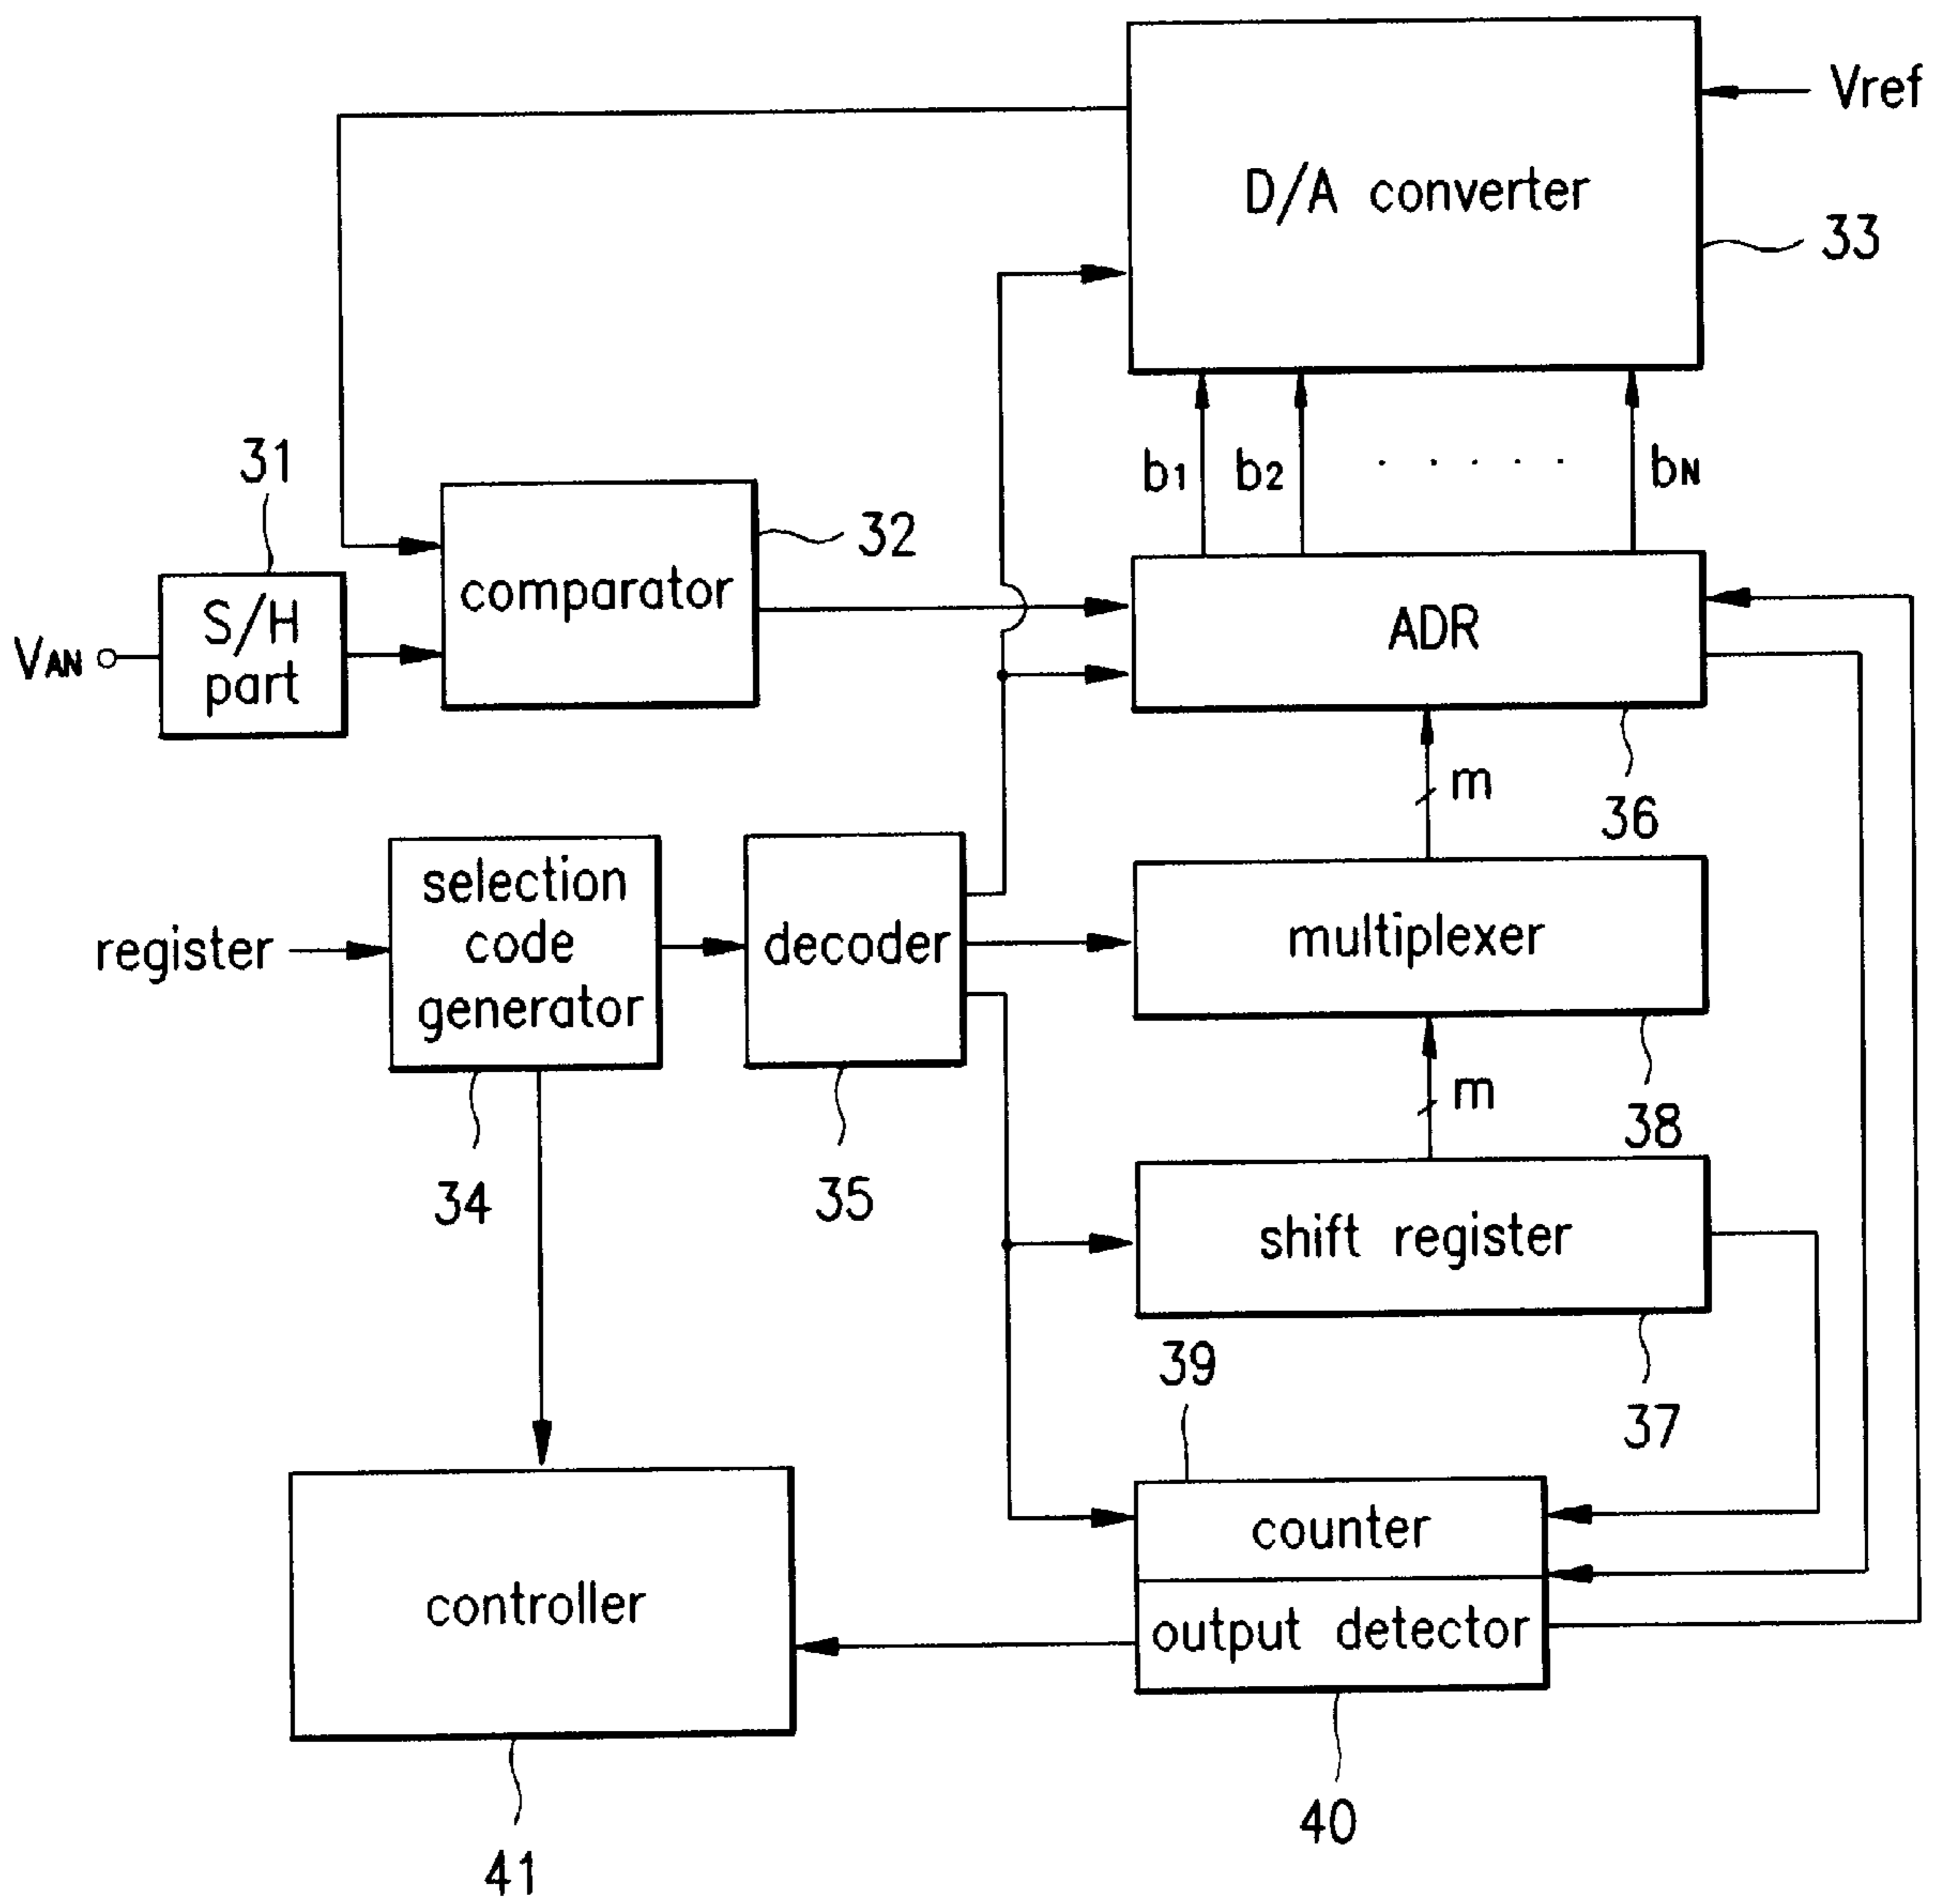 Vref
D/A converter
33
31
b1
b2
. . . . .
bN
32
comparator
S/H
part
VAN
ADR
m
36
selection
code
generator
register
decoder
multiplexer
m
38
34
35
shift register
39
37
counter
controller
output detector
40
41